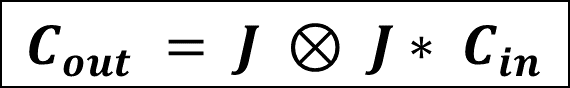 C_out = J ⊗ J * C_in